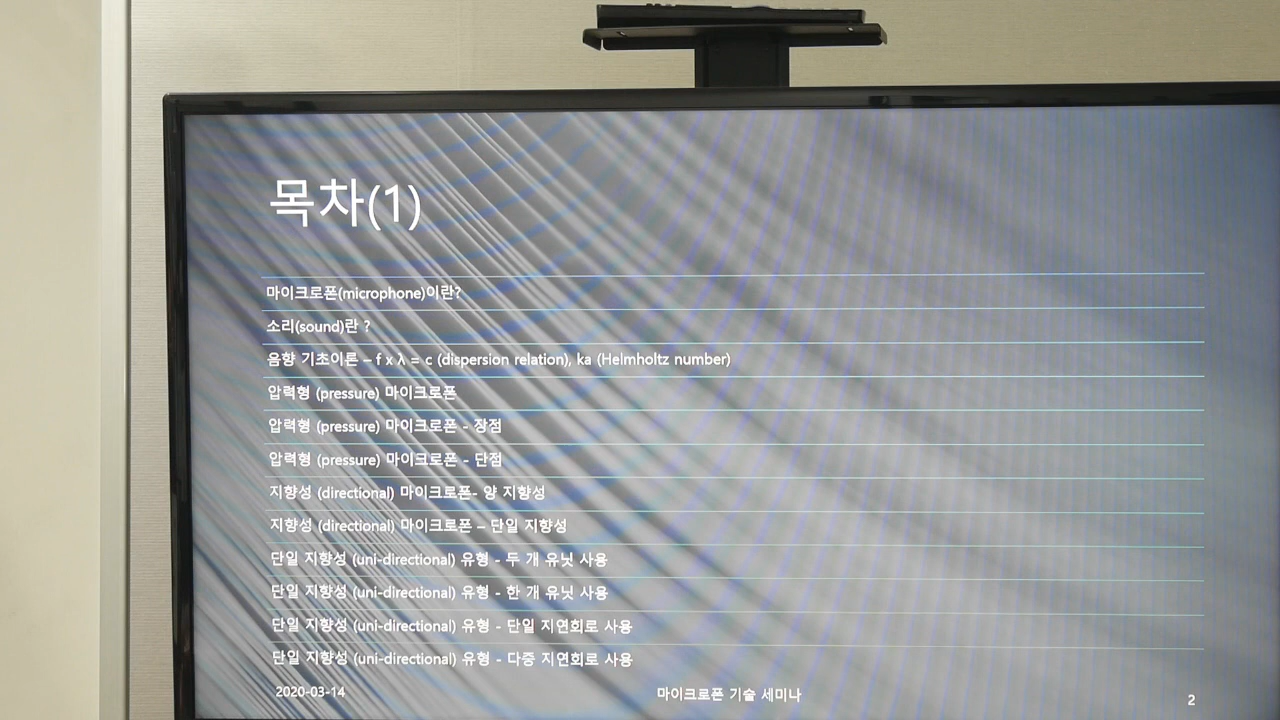 목차(1)
마이크로폰(microphone)이란?
소리(sound)란 ?
음향 기초이론 – f x λ = c (dispersion relation), ka (Helmholtz number)
압력형 (pressure) 마이크로폰
압력형 (pressure) 마이크로폰 - 장점
압력형 (pressure) 마이크로폰 - 단점
지향성 (directional) 마이크로폰- 양 지향성
지향성 (directional) 마이크로폰 – 단일 지향성
단일 지향성 (uni-directional) 유형 - 두 개 유닛 사용
단일 지향성 (uni-directional) 유형 - 한 개 유닛 사용
단일 지향성 (uni-directional) 유형 - 단일 지연회로 사용
단일 지향성 (uni-directional) 유형 - 다중 지연회로 사용
2020-03-14 마이크로폰 기술 세미나 2